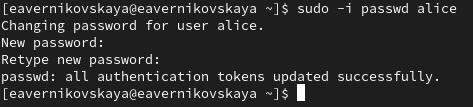 [eavernikovskaya@eavernikovskaya ~]$ sudo -i passwd alice
Changing password for user alice.
New password:
Retype new password:
passwd: all authentication tokens updated successfully.
[eavernikovskaya@eavernikovskaya ~]$